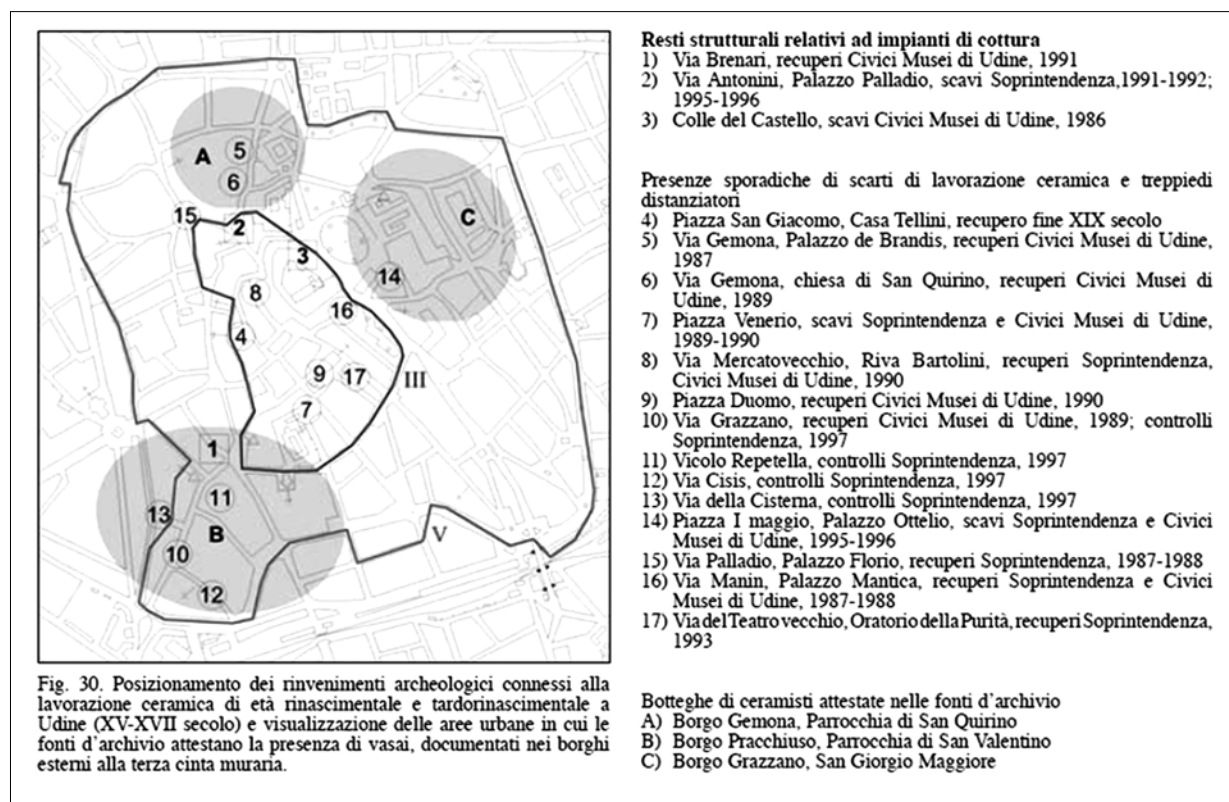 A
5
6
15
2
C
3
14
8
16
4
9
17
III
7
1
11
13
B
V
10
12
Fig. 30. Posizionamento dei rinvenimenti archeologici connessi alla
lavorazione ceramica di età rinascimentale e tardorinascimentale a
Udine (XV-XVII secolo) e visualizzazione delle aree urbane in cui le
fonti d'archivio attestano la presenza di vasai, documentati nei borghi
esterni alla terza cinta muraria.
Resti strutturali relativi ad impianti di cottura
1) Via Brenari, recuperi Civici Musei di Udine, 1991
2) Via Antonini, Palazzo Palladio, scavi Soprintendenza,1991-1992;
1995-1996
3) Colle del Castello, scavi Civici Musei di Udine, 1986
Presenze sporadiche di scarti di lavorazione ceramica e treppiedi
distanziatori
4) Piazza San Giacomo, Casa Tellini, recupero fine XIX secolo
5) Via Gemona, Palazzo de Brandis, recuperi Civici Musei di Udine,
1987
6) Via Gemona, chiesa di San Quirino, recuperi Civici Musei di
Udine, 1989
7) Piazza Venerio, scavi Soprintendenza e Civici Musei di Udine,
1989-1990
8) Via Mercatovecchio, Riva Bartolini, recuperi Soprintendenza,
Civici Musei di Udine, 1990
9) Piazza Duomo, recuperi Civici Musei di Udine, 1990
10) Via Grazzano, recuperi Civici Musei di Udine, 1989; controlli
Soprintendenza, 1997
11) Vicolo Repetella, controlli Soprintendenza, 1997
12) Via Cisis, controlli Soprintendenza, 1997
13) Via della Cisterna, controlli Soprintendenza, 1997
14) Piazza I maggio, Palazzo Ottelio, scavi Soprintendenza e Civici
Musei di Udine, 1995-1996
15) Via Palladio, Palazzo Florio, recuperi Soprintendenza, 1987-1988
16) Via Manin, Palazzo Mantica, recuperi Soprintendenza e Civici
Musei di Udine, 1987-1988
17) Via del Teatro vecchio, Oratorio della Purità, recuperi Soprintendenza,
1993
Botteghe di ceramisti attestate nelle fonti d'archivio
A) Borgo Gemona, Parrocchia di San Quirino
B) Borgo Pracchiuso, Parrocchia di San Valentino
C) Borgo Grazzano, San Giorgio Maggiore